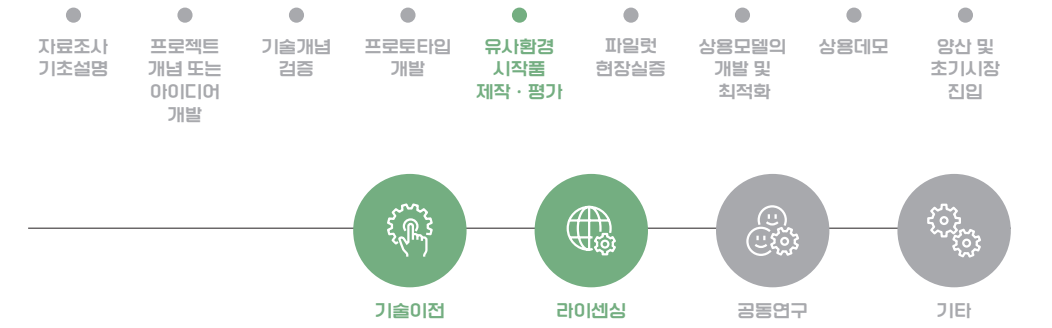 자료조사
기초설명
프로젝트
개념 또는
아이디어
개발
기술개념
검증
프로토타입
개발
유사환경
시작품
제작 · 평가
파일럿
현장실증
상용모델의
개발 및
최적화
상용데모
양산 및
초기시장
진입
기술이전
라이센싱
공동연구
기타